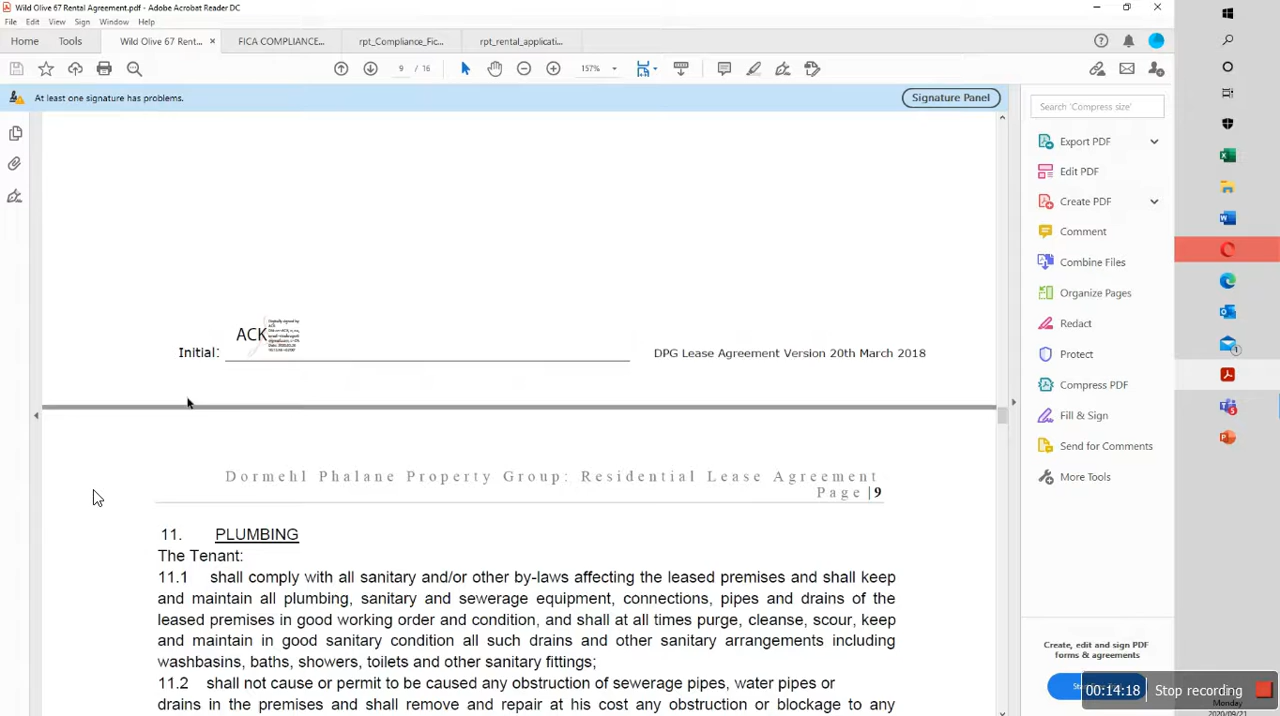 Wild Olive 67 Rental Agreement.pdf - Adobe Acrobat Reader DC
File Edit View Sign Window Help
Home Tools Wild Olive 67 Rent... × FICA COMPLIANCE... rpt_Compliance_Fic... rpt_rental_applicati...
9 / 16 157%
At least one signature has problems.
Signature Panel
Search 'Compress size'
Export PDF
Edit PDF
Create PDF
Comment
Combine Files
Organize Pages
Redact
Protect
Compress PDF
Fill & Sign
Send for Comments
More Tools
ACK
Initial:
DPG Lease Agreement Version 20th March 2018
Dormehl Phalane Property Group: Residential Lease Agreement
Page |9
11. PLUMBING
The Tenant:
11.1 shall comply with all sanitary and/or other by-laws affecting the leased premises and shall keep
and maintain all plumbing, sanitary and sewerage equipment, connections, pipes and drains of the
leased premises in good working order and condition, and shall at all times purge, cleanse, scour, keep
and maintain in good sanitary condition all such drains and other sanitary arrangements including
washbasins, baths, showers, toilets and other sanitary fittings;
11.2 shall not cause or permit to be caused any obstruction of sewerage pipes, water pipes or
drains in the premises and shall remove and repair at his cost any obstruction or blockage to any
Create, edit and sign PDF
forms & agreements
00:14:18 Stop recording
Monday
2020/09/21